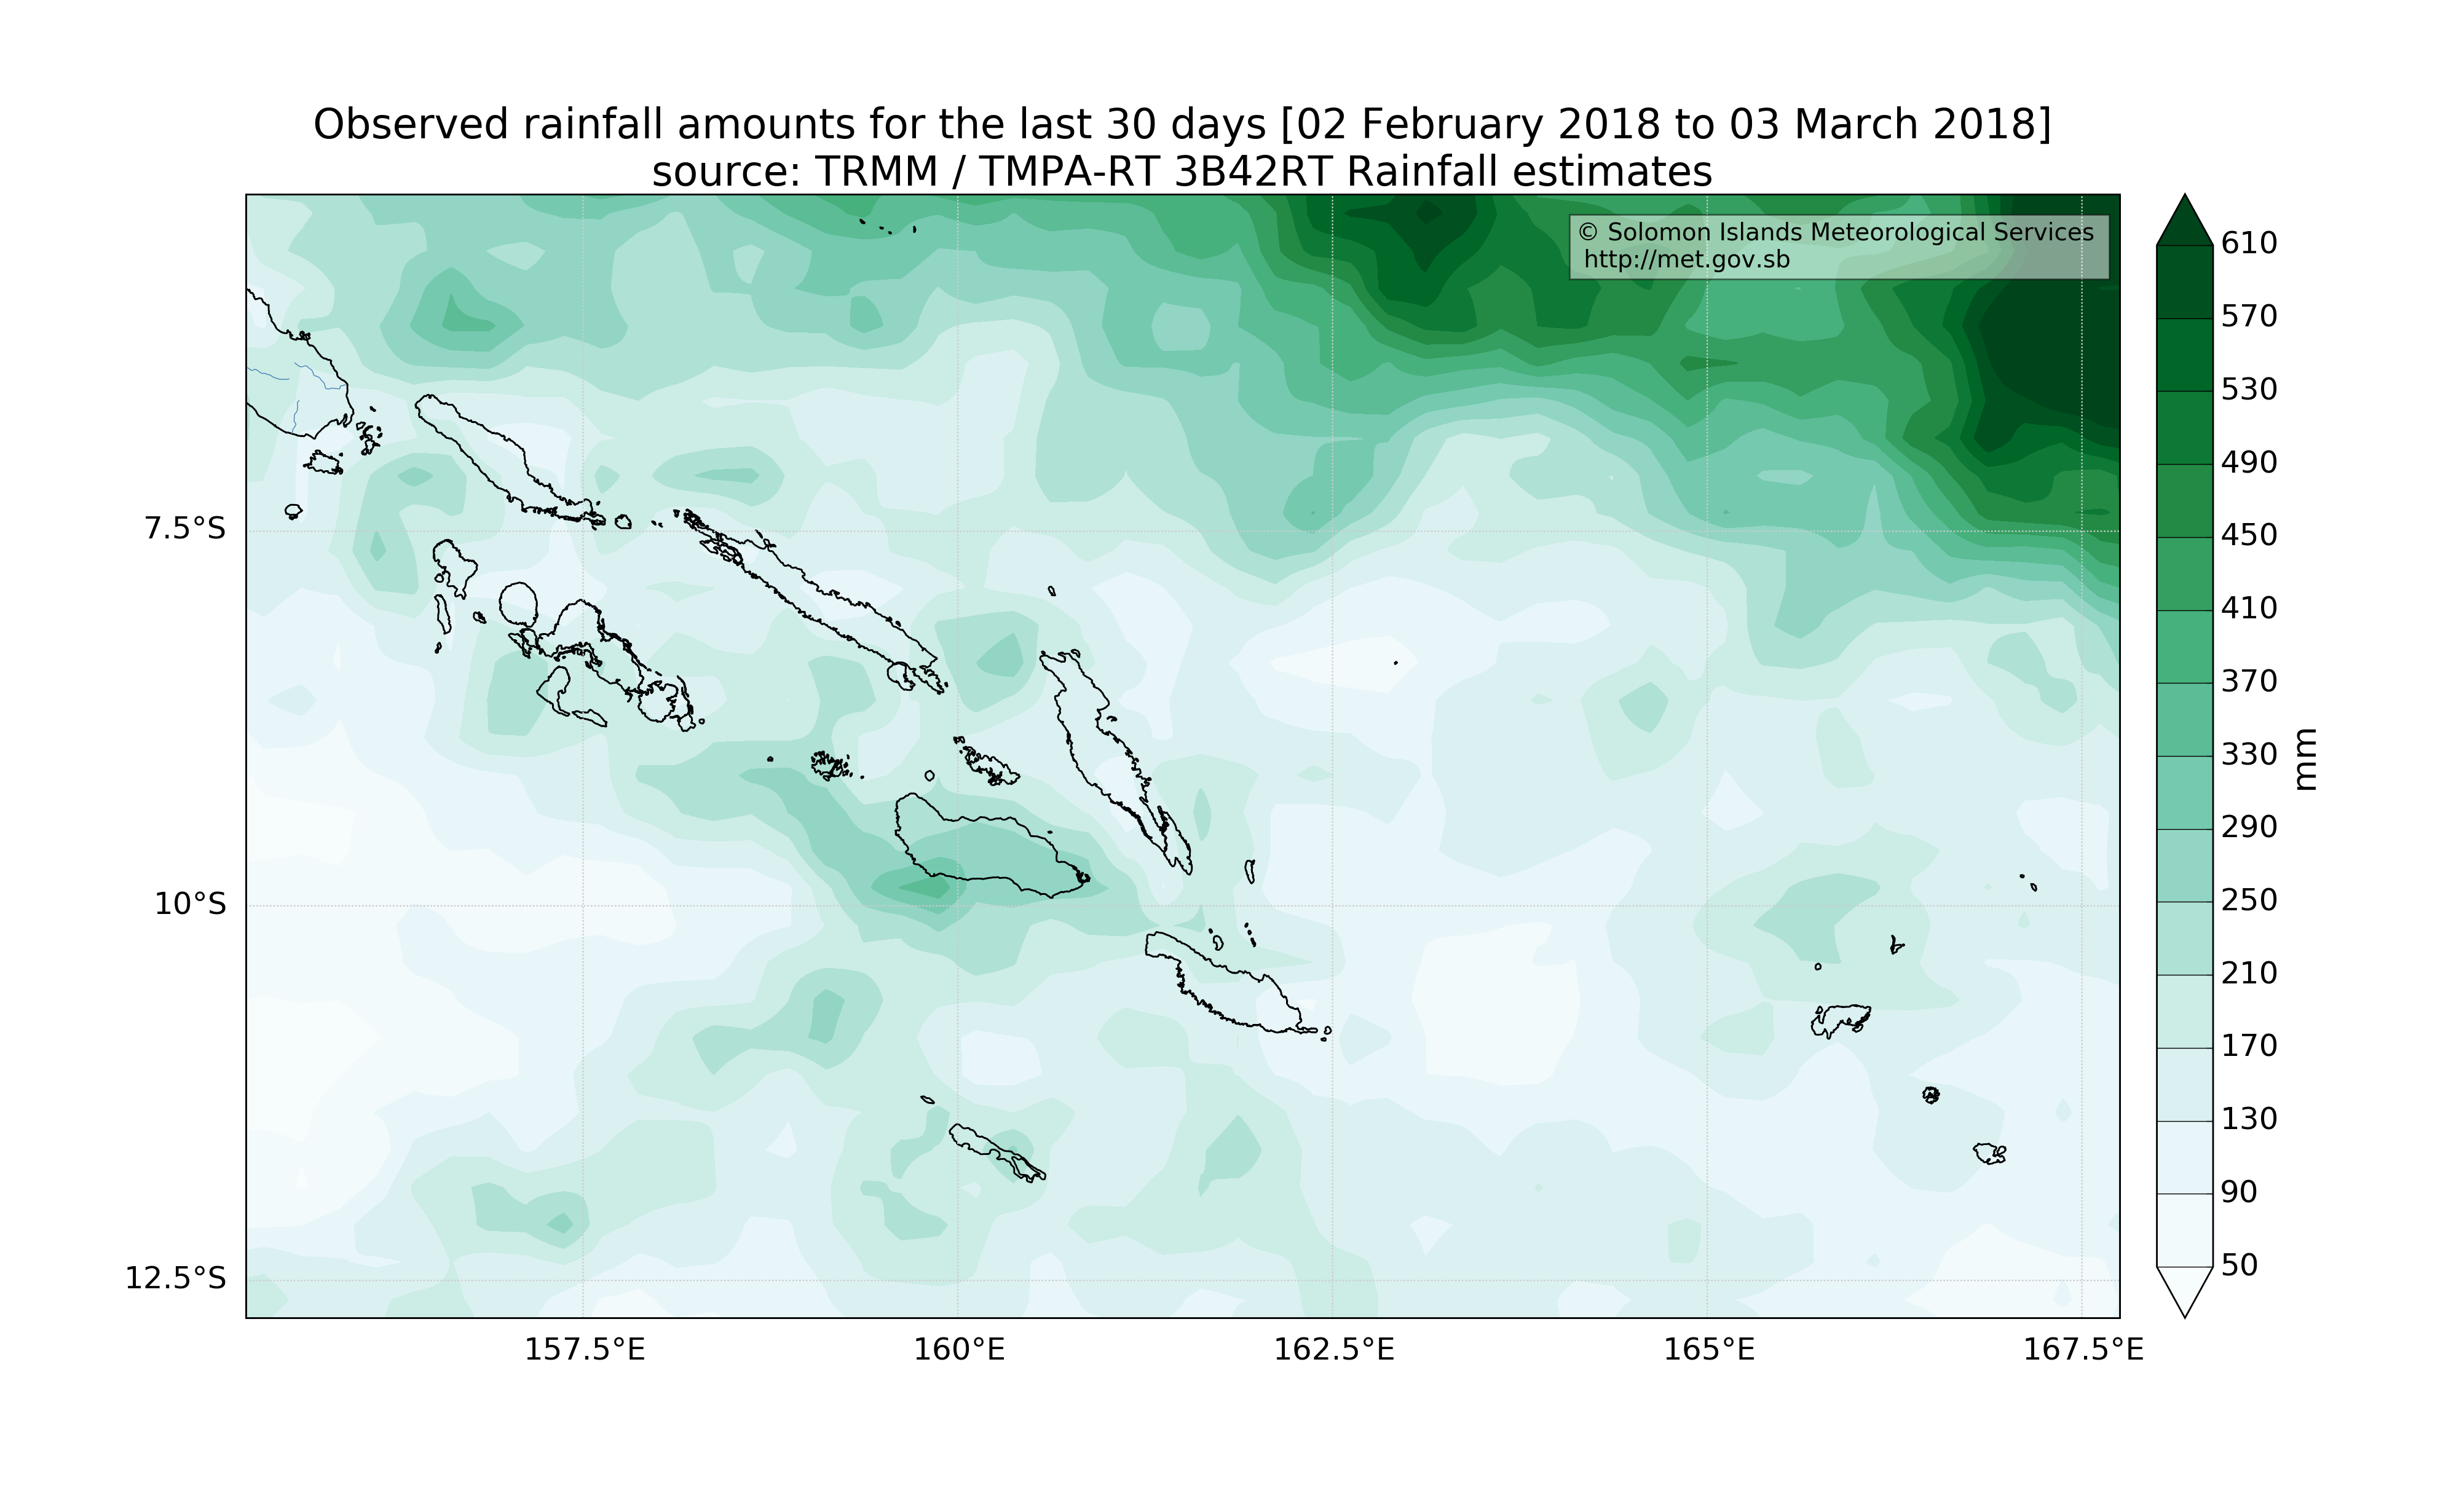 Observed rainfall amounts for the last 30 days [02 February 2018 to 03 March 2018]
source: TRMM / TMPA-RT 3B42RT Rainfall estimates
© Solomon Islands Meteorological Services
http://met.gov.sb
7.5°S
10°S
12.5°S
157.5°E
160°E
162.5°E
165°E
167.5°E
610
570
530
490
450
410
370
330
290
250
210
170
130
90
50
mm